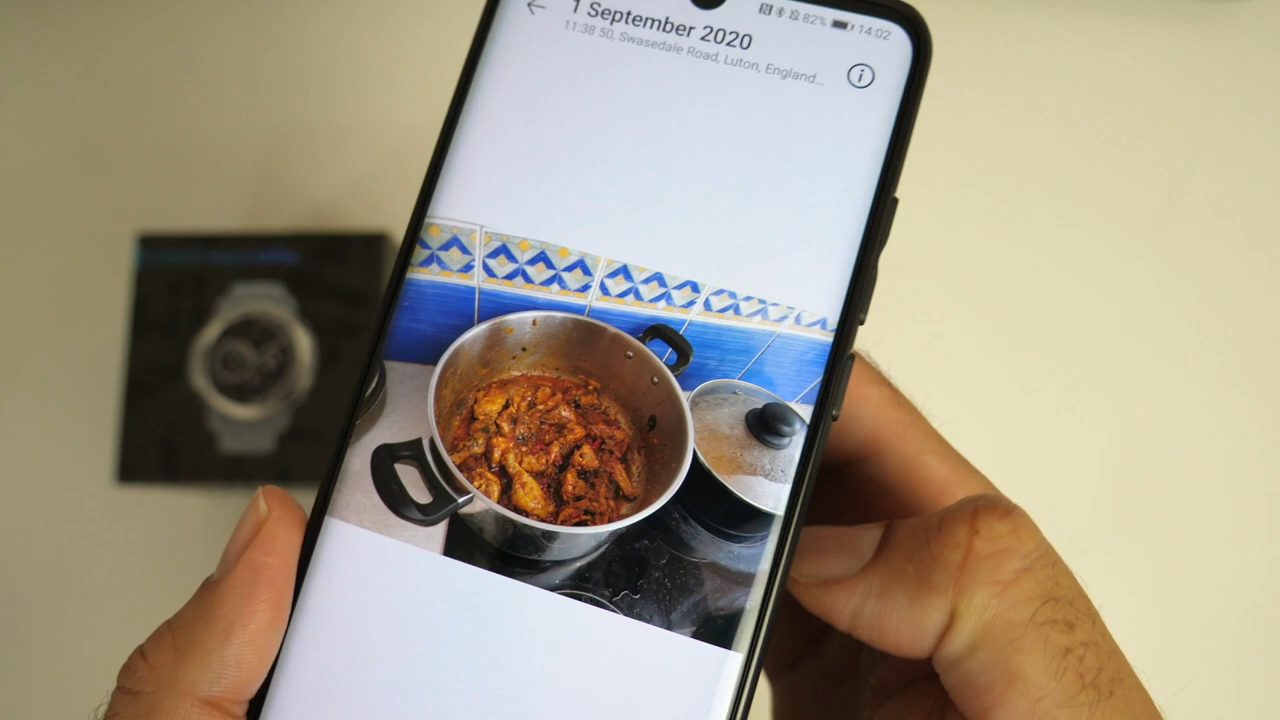 82% 14:02
1 September 2020
11:38 50, Swasedale Road, Luton, England...